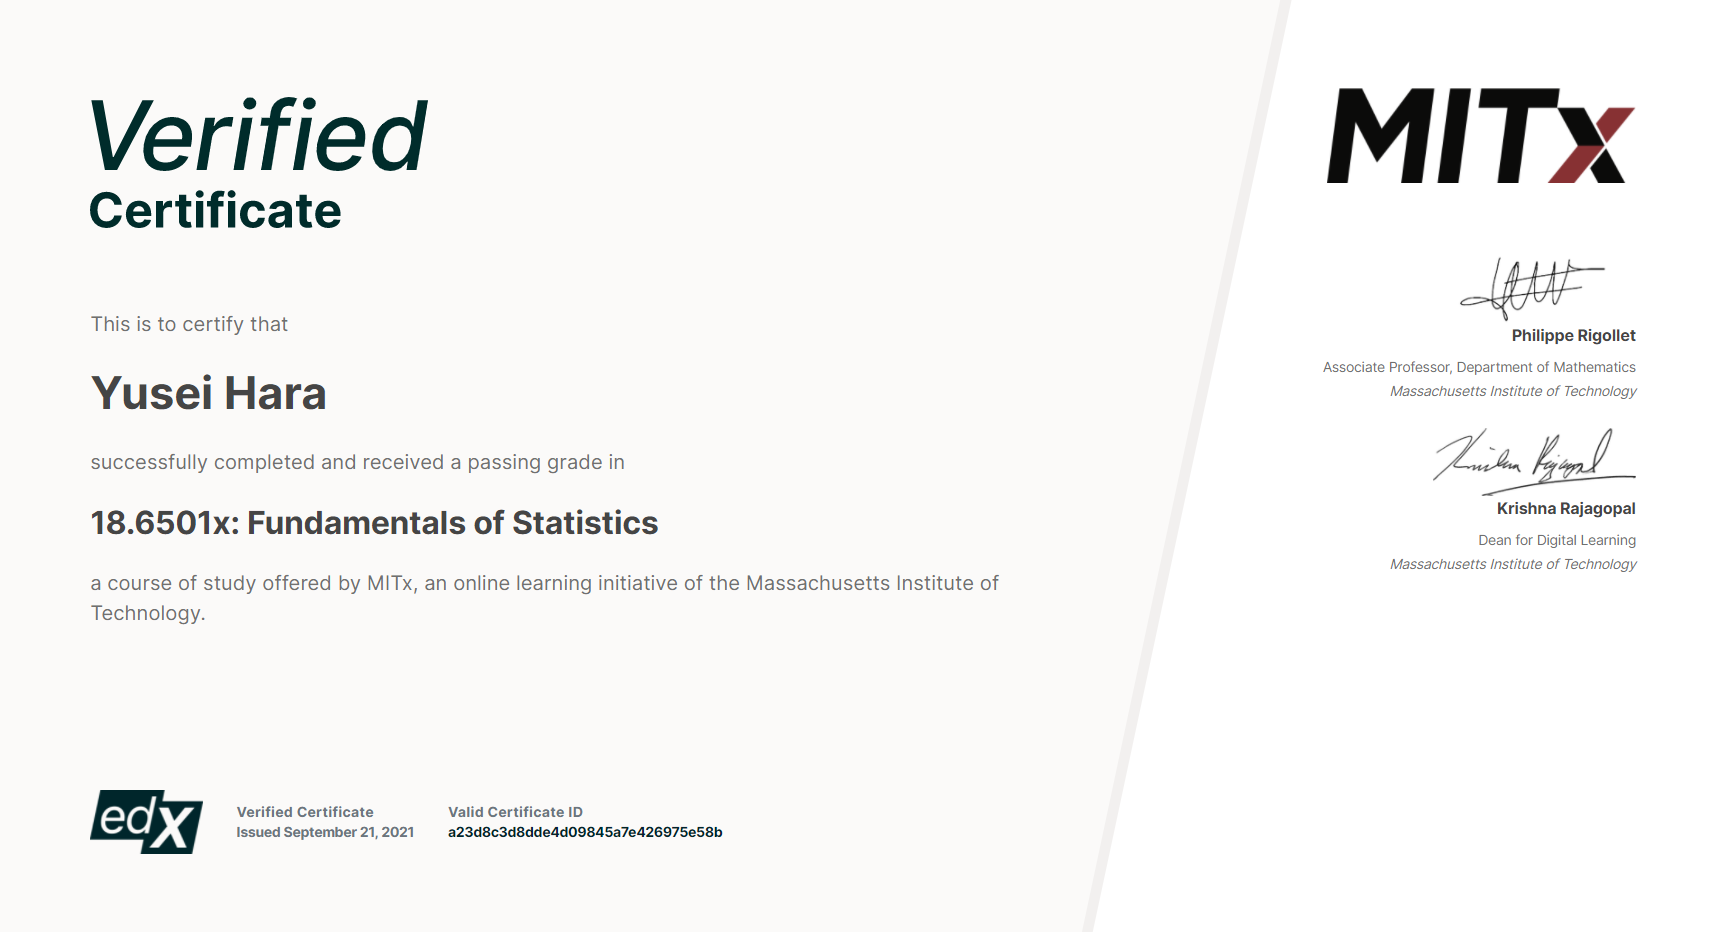 Verified
Certificate
This is to certify that
Yusei Hara
successfully completed and received a passing grade in
18.6501x: Fundamentals of Statistics
a course of study offered by MITx, an online learning initiative of the Massachusetts Institute of
Technology.
edX
Verified Certificate
Issued September 21, 2021
Valid Certificate ID
a23d8c3d8dde4d09845a7e426975e58b
MITx
Philippe Rigollet
Associate Professor, Department of Mathematics
Massachusetts Institute of Technology
Krishna Rajagopal
Krishna Rajagopal
Dean for Digital Learning
Massachusetts Institute of Technology